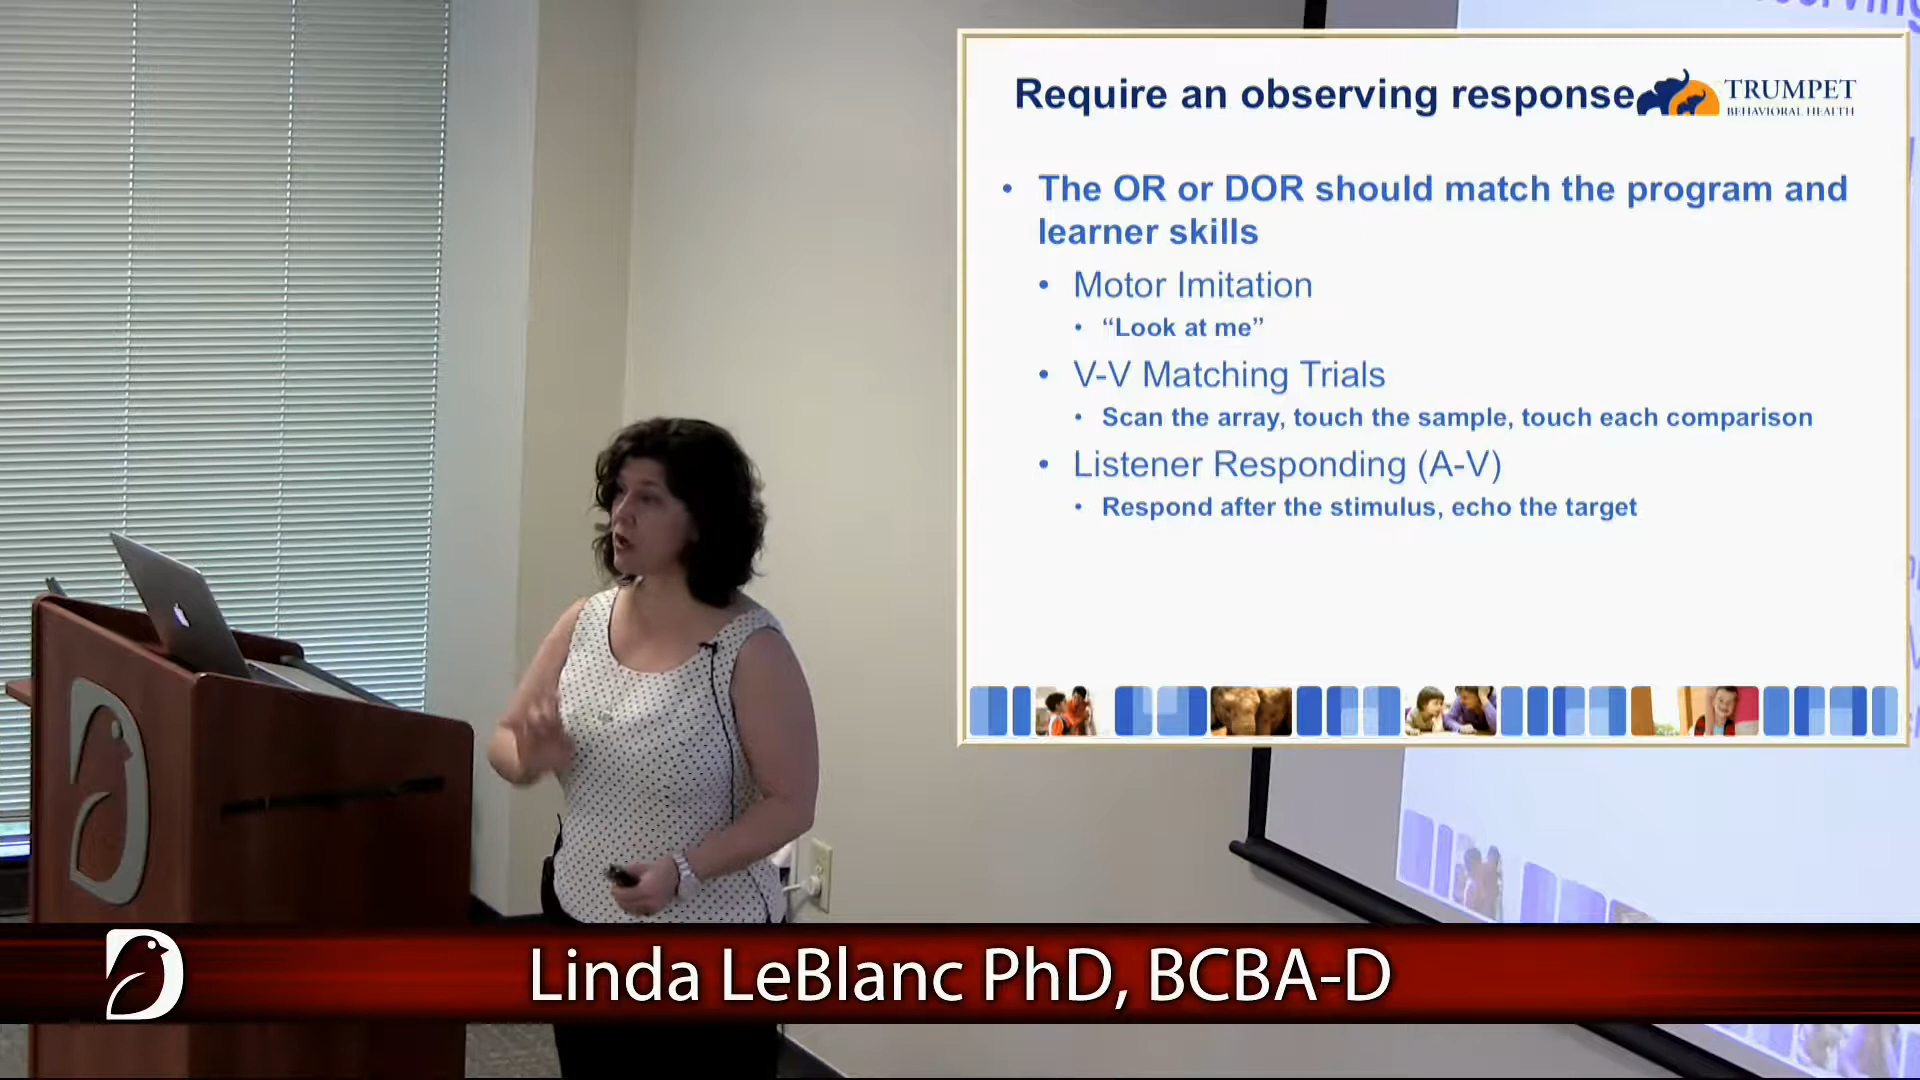 Require an observing response
TRUMPET
BEHAVIORAL HEALTH
• The OR or DOR should match the program and
learner skills
• Motor Imitation
• “Look at me”
• V-V Matching Trials
• Scan the array, touch the sample, touch each comparison
• Listener Responding (A-V)
• Respond after the stimulus, echo the target
Linda LeBlanc PhD, BCBA-D